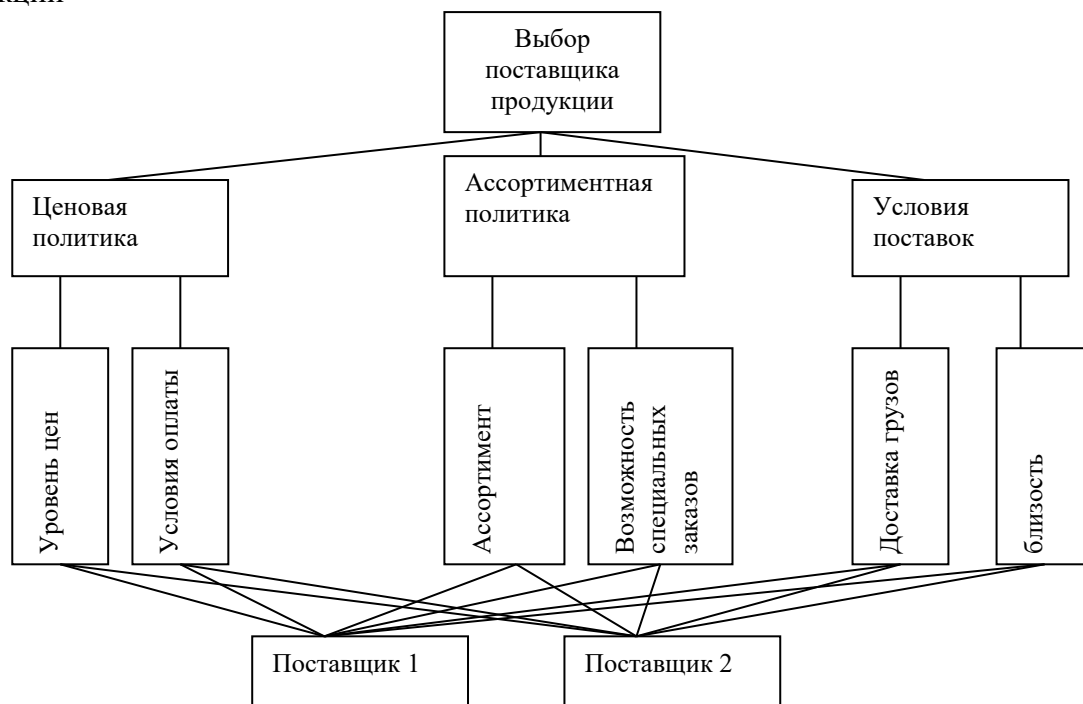 Выбор
поставщика
продукции
Ценовая
политика
Ассортиментная
политика
Условия
поставок
Уровень цен
Условия оплаты
Ассортимент
Возможность
специальных
заказов
Доставка грузов
близость
Поставщик 1
Поставщик 2